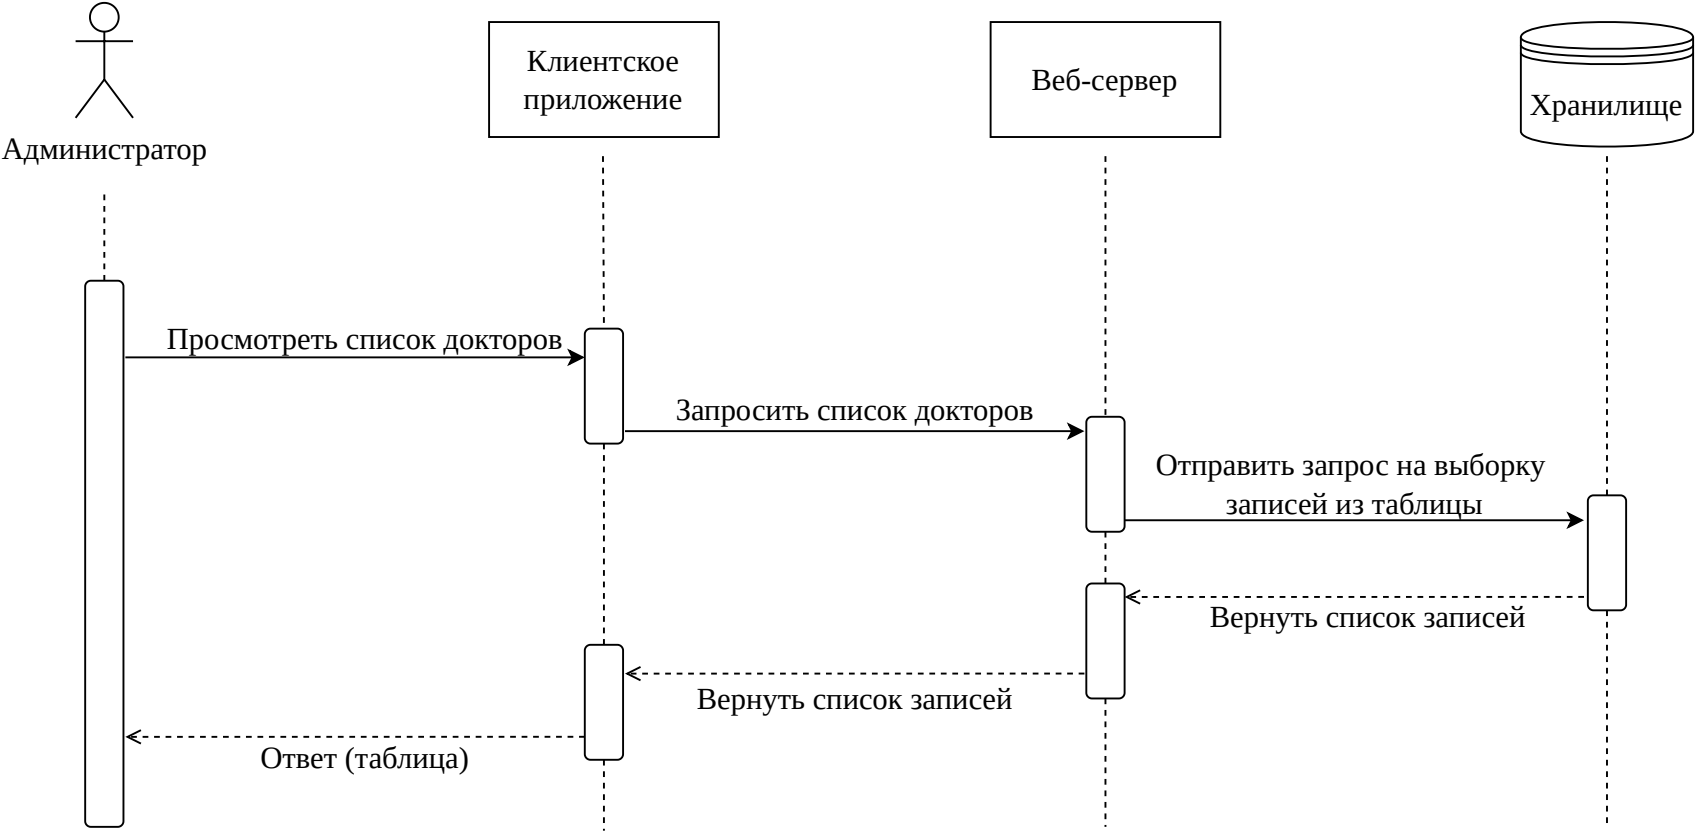 Администратор
Клиентское
приложение
Веб-сервер
Хранилище
Просмотреть список докторов
Запросить список докторов
Отправить запрос на выборку
записей из таблицы
Вернуть список записей
Вернуть список записей
Ответ (таблица)